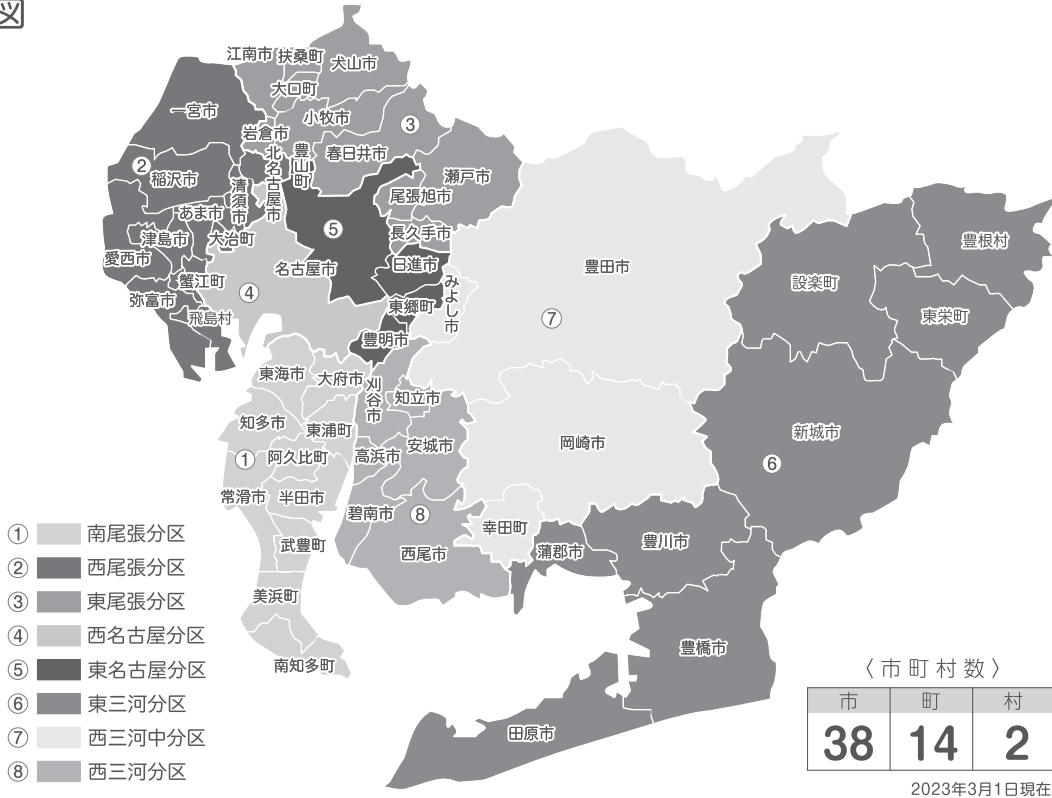 図
江南市 扶桑町
犬山市
大口町
一宮市
小牧市
③
岩倉市
北名古屋市
豊山町
春日井市
②
稲沢市
清須市
瀬戸市
尾張旭市
あま市
津島市
大治町
⑤
長久手市
愛西市
名古屋市
日進市
豊田市
豊根村
設楽町
蟹江町
④
みよし市
弥富市
飛島村
東郷町
⑦
東栄町
豊明市
東海市
大府市
刈谷市
知立市
知多市
東浦町
新城市
安城市
岡崎市
①
阿久比町
高浜市
⑥
常滑市
半田市
碧南市
⑧
幸田町
武豊町
西尾市
蒲郡市
豊川市
美浜町
南知多町
豊橋市
田原市
① 南尾張分区
② 西尾張分区
③ 東尾張分区
④ 西名古屋分区
⑤ 東名古屋分区
⑥ 東三河分区
⑦ 西三河中分区
⑧ 西三河分区
〈市町村数〉
市 町 村
38 14 2
2023年3月1日現在